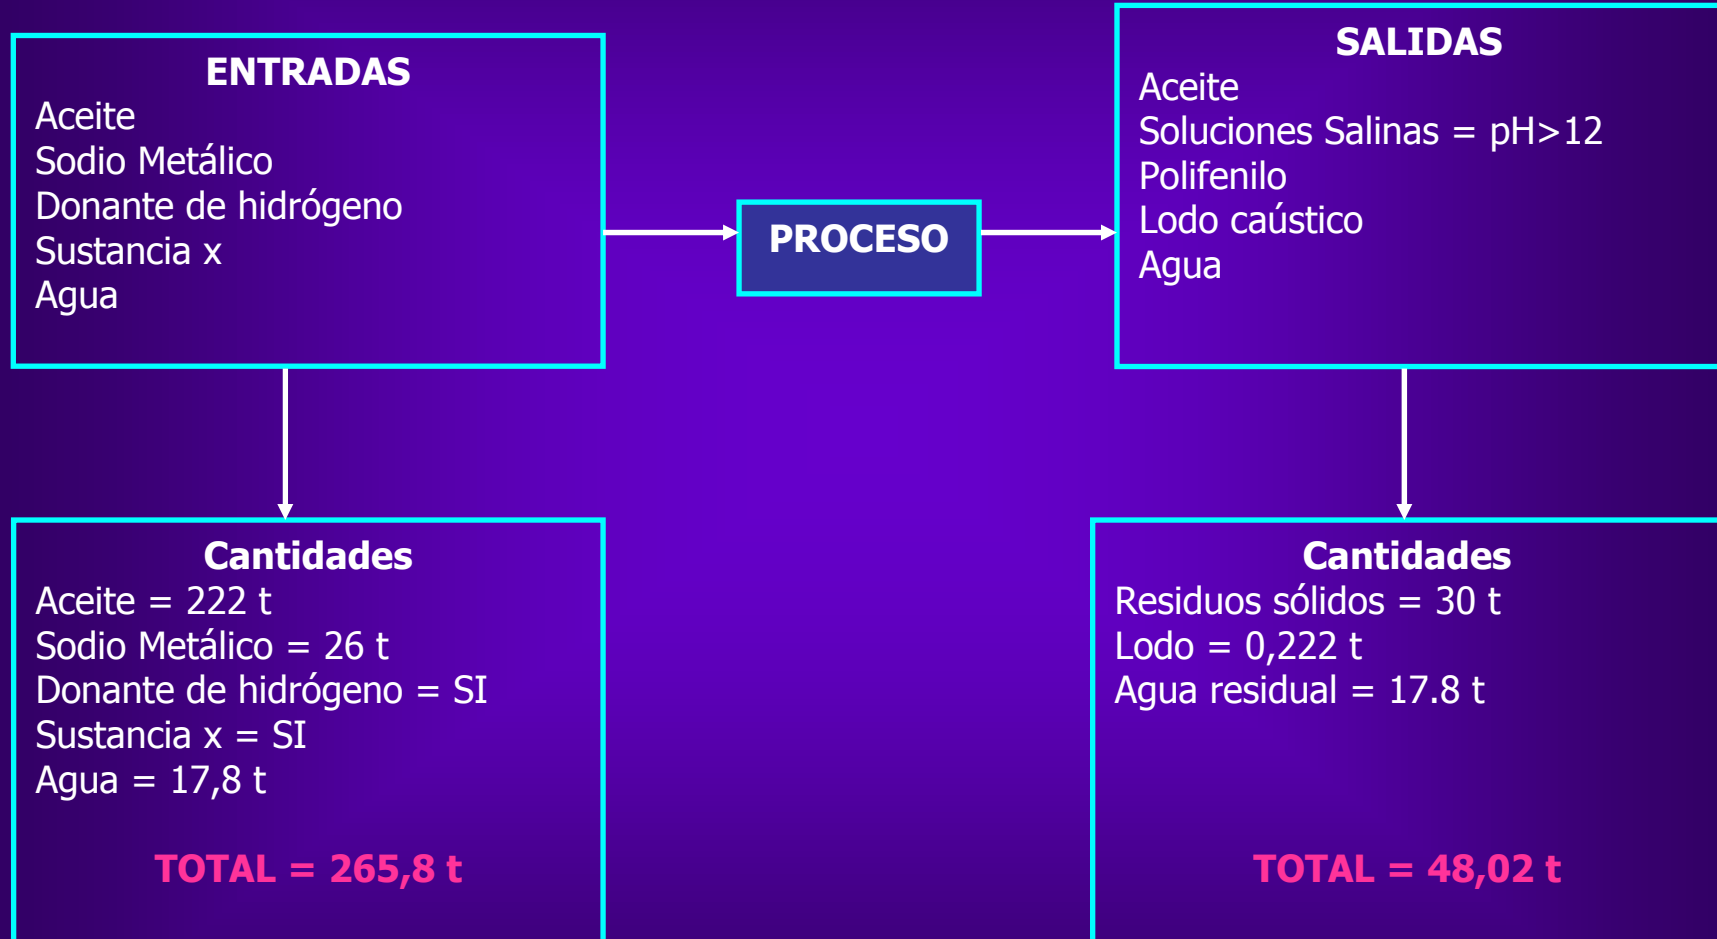 ENTRADAS
Aceite
Sodio Metálico
Donante de hidrógeno
Sustancia x
Agua
PROCESO
SALIDAS
Aceite
Soluciones Salinas = pH>12
Polifenilo
Lodo caústico
Agua
Cantidades
Aceite = 222 t
Sodio Metálico = 26 t
Donante de hidrógeno = SI
Sustancia x = SI
Agua = 17,8 t
TOTAL = 265,8 t
Cantidades
Residuos sólidos = 30 t
Lodo = 0,222 t
Agua residual = 17.8 t
TOTAL = 48,02 t